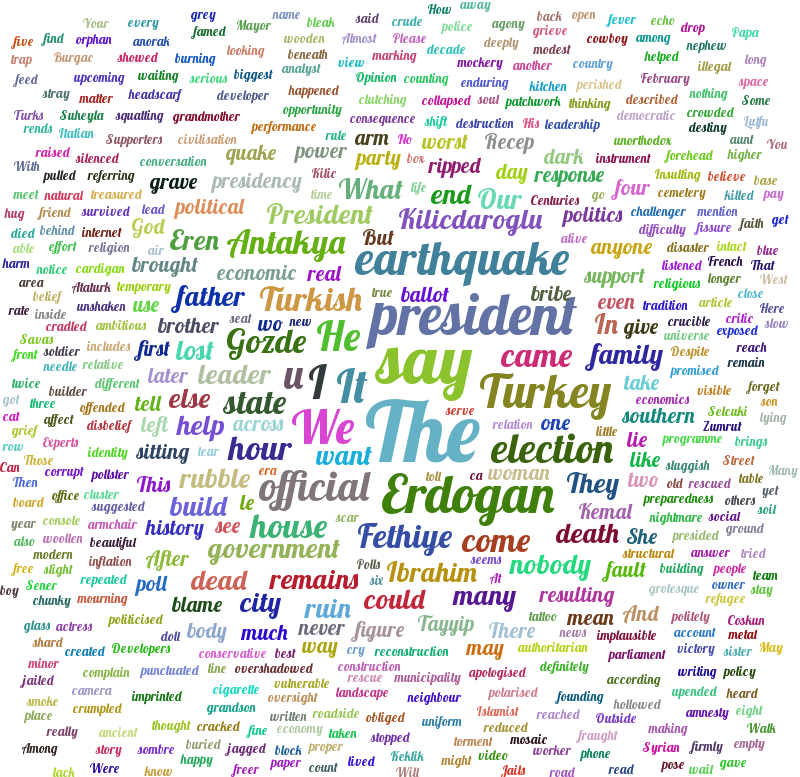 How away
grey name said crude police agony back open fever echo
Your every famed Mayor bleak grieve cowboy among drop Papa
five find orphan anorak wooden Almost Please decade deeply modest nephew
trap Burgac showed burning looking beneath view marking mockery another country helped illegal long
feed upcoming waiting serious biggest analyst Opinion counting enduring kitchen perished February space
stray matter headscarf developer happened clutching collapsed soul patchwork thinking described nothing Some
Turks Suheyla squatting grandmother opportunity consequence shift destruction His leadership democratic crowded destiny Lutfu
rends Italian Supporters civilisation performance rule arm No worst Recep unorthodox aunt You
raised silenced conversation quake power party box ripped day dark instrument forehead higher
With pulled referring grave presidency Kilic What life end response four Insulting believe base
meet natural treasured political time Our Centuries go cemetery killed pay
hug friend survived lead President Kilicdaroglu politics challenger mention
died behind internet God Eren Antakya But alive anyone difficulty fissure faith get
able effort religion air brought economic real earthquake support disaster intact blue
harm notice cardigan temporary listened French That
area Ataturk father Turkish true ballot bribe religious longer West
belief unshaken use seat president even tradition article close
rate inside cradled ambitious brother wo new In give crucible critic Here
Savas lost Gozde He universe exposed slow
front soldier includes first say came family Despite reach
needle relative later leader u I It Turkey take promised remain
twice builder different economics visible forget
got three offended tell else state We The serve Selcuki son
cat affect disbelief left help across relation one southern Zumrut lying
grief little
row Experts identity sitting tear hour want election lie programme brings
Can Those corrupt pollster This rubble era toll ca woman like sluggish Street Many
Then office cluster official Erdogan They two old rescued table yet
board suggested build le preparedness others
year console armchair history see house scar Kemal nightmare social soil
also woollen beautiful Fethiye come death She presided ground
modern inflation After government Polls seems nobody fault structural answer tried
free slight repeated poll dead remains six Ibrahim At building people team
boy Sener chunky mourning blame city ruin could many resulting grotesque owner slay
refugee
glass actress politicised doll body much never figure Tayyip There tattoo mean And politely Coskun
shard news implausible account metal
created Developers conservative best way cry reconstruction may authoritarian parliament victory sister May
minor complain punctuated line overshadowed construction definitely
jailed camera vulnerable rescue municipality apologised according writing policy
smoke crumpled imprinted cigarette oversight landscape polarised founding upended heard
place grandson written roadside neighbour Islamist reached hollowed amnesty eight
really ancient thought cracked fine economy taken obliged uniform reduced Outside making Walk
Among story sombre buried jagged block proper stopped torment mosaic fraught Syrian firmly empty
happy Keklik worker phone
lack Were know freer paper count lived Will might video Jails road read pose wail gave